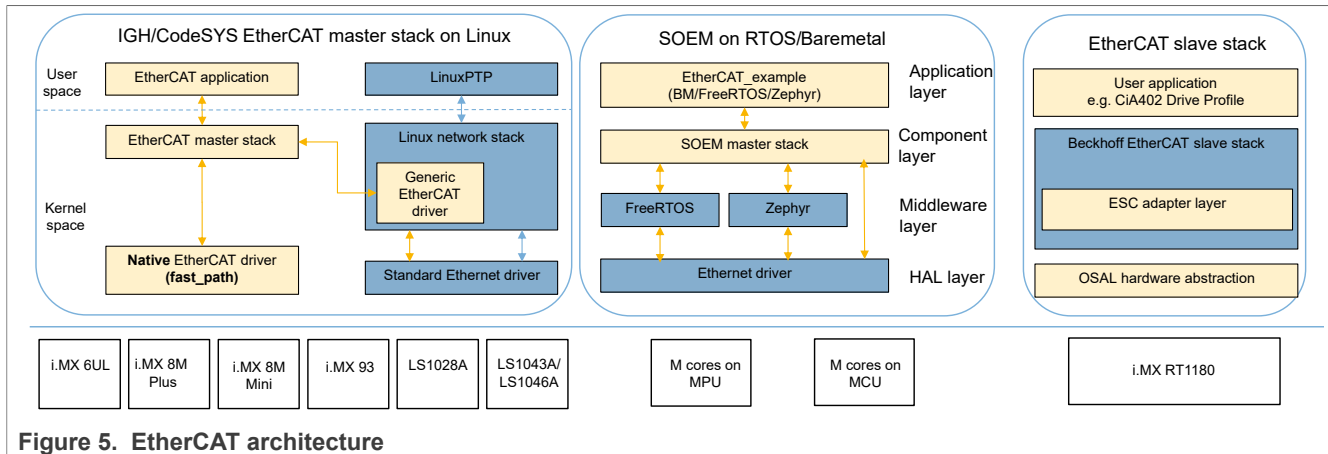 IGH/CodeSYS EtherCAT master stack on Linux
User
space
EtherCAT application
LinuxPTP
EtherCAT master stack
Linux network stack
Generic
EtherCAT
driver
Kernel
space
Native EtherCAT driver
(fast_path)
Standard Ethernet driver
SOEM on RTOS/Baremetal
EtherCAT_example
(BM/FreeRTOS/Zephyr)
Application
layer
SOEM master stack
Component
layer
FreeRTOS
Zephyr
Middleware
layer
Ethernet driver
HAL layer
EtherCAT slave stack
User application
e.g. CiA402 Drive Profile
Beckhoff EtherCAT slave stack
ESC adapter layer
OSAL hardware abstraction
i.MX 6UL
i.MX 8M
Plus
i.MX 8M
Mini
i.MX 93
LS1028A
LS1043A/
LS1046A
M cores on
MPU
M cores on
MCU
i.MX RT1180
Figure 5. EtherCAT architecture